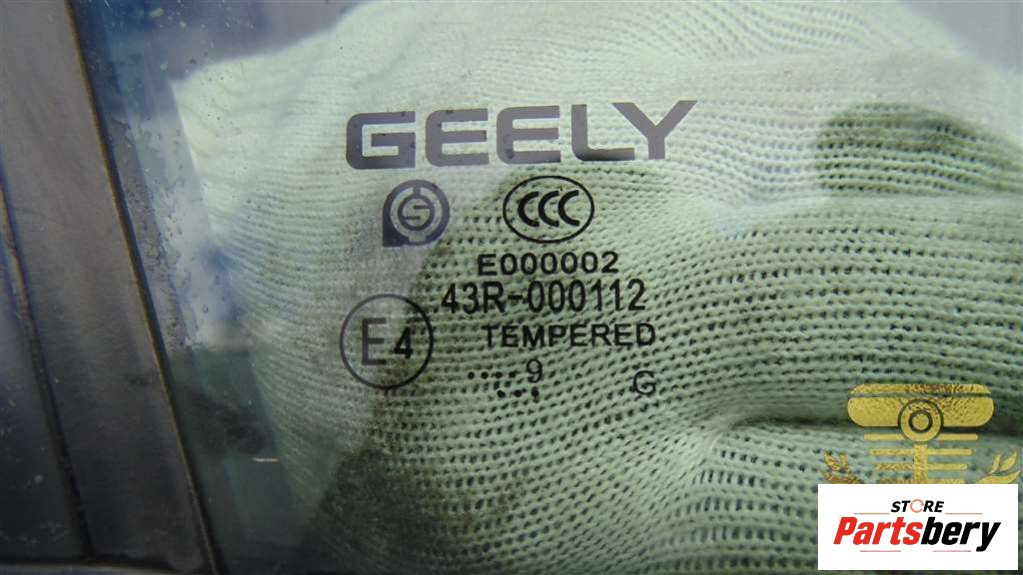 GEELY
CCC
E000002
43R-000112
E4
TEMPERED
....9
...
G
STORE
Partsbery